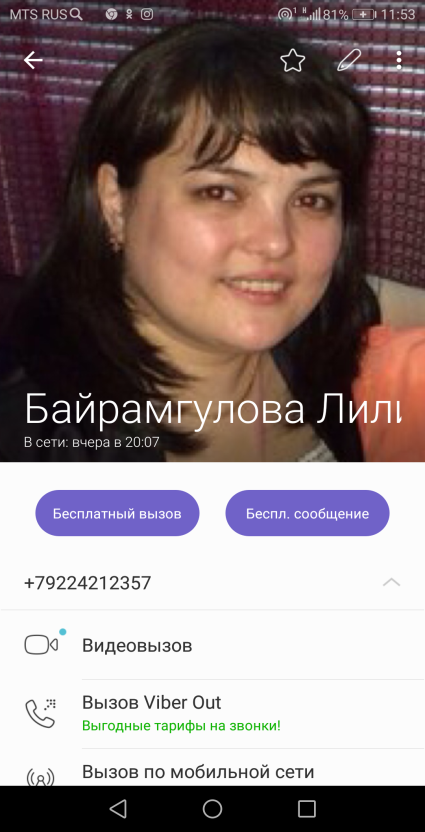 MTS RUS 81% 11:53
Байрамгулова Лили
В сети: вчера в 20:07
Бесплатный вызов Беспл. сообщение
+79224212357
Видеовызов
Вызов Viber Out
Выгодные тарифы на звонки!
Вызов по мобильной сети